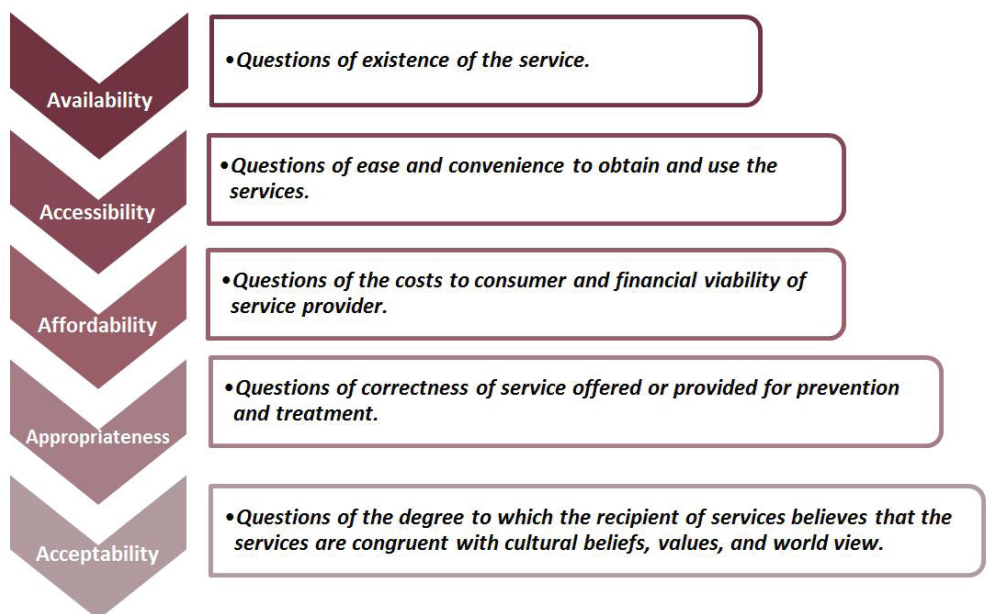 Availability
•Questions of existence of the service.
Accessibility
•Questions of ease and convenience to obtain and use the
services.
Affordability
•Questions of the costs to consumer and financial viability of
service provider.
Appropriateness
•Questions of correctness of service offered or provided for prevention
and treatment.
Acceptability
•Questions of the degree to which the recipient of services believes that the
services are congruent with cultural beliefs, values, and world view.